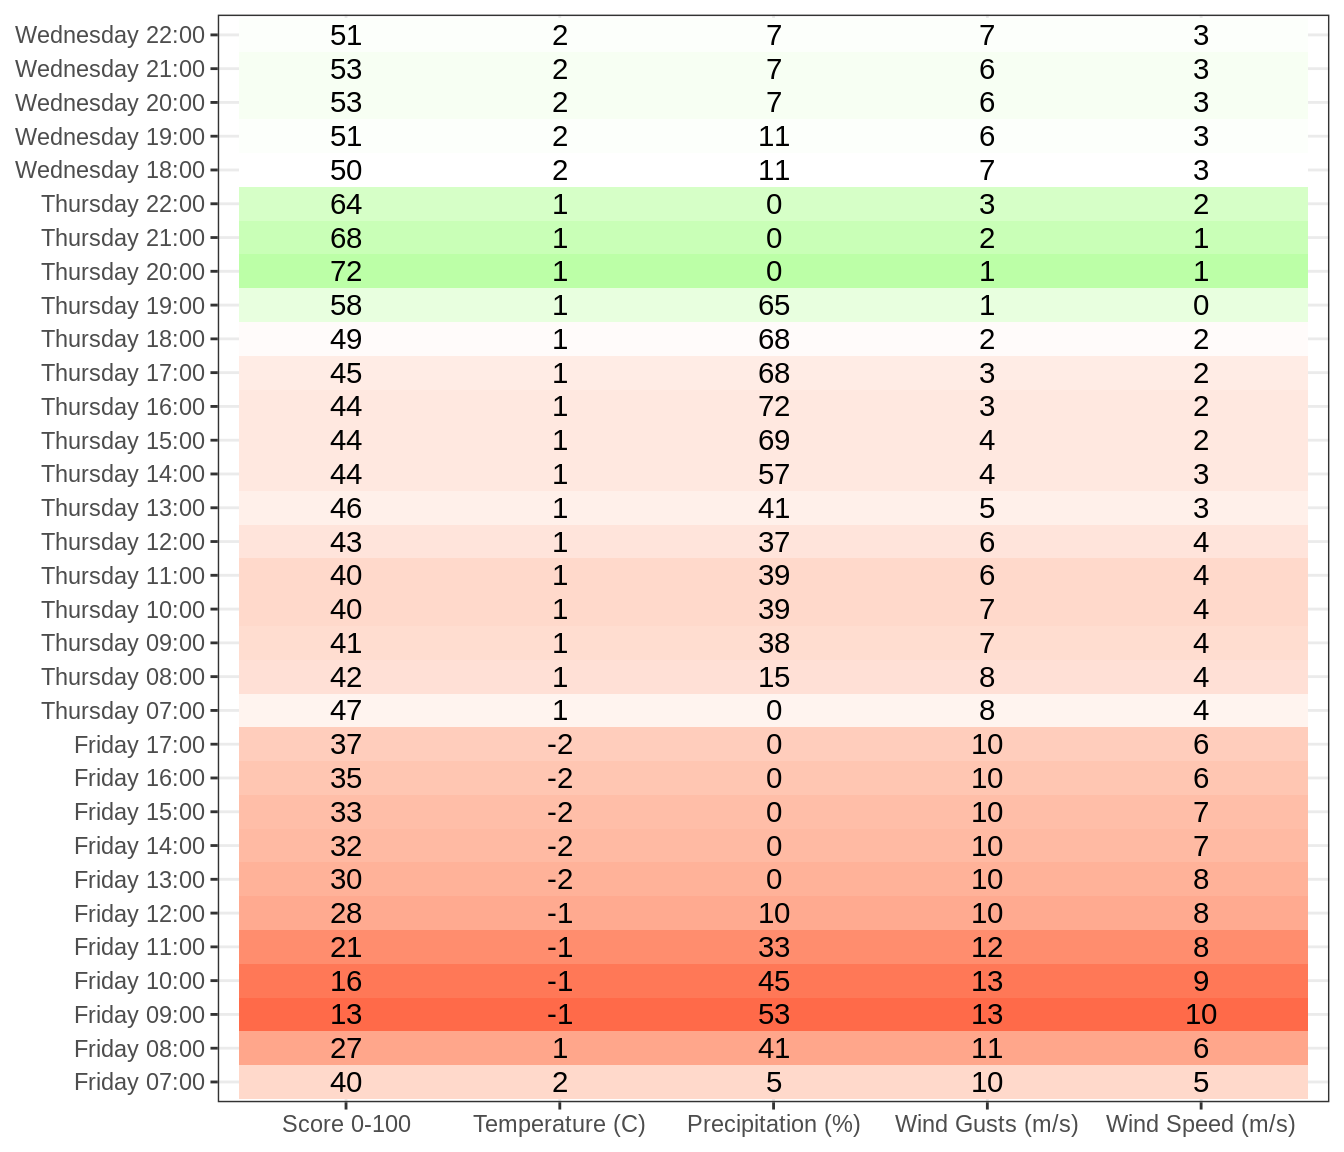 Wednesday 22:00 51 2 7 7 3
Wednesday 21:00 53 2 7 6 3
Wednesday 20:00 53 2 7 6 3
Wednesday 19:00 51 2 11 6 3
Wednesday 18:00 50 2 11 7 3
Thursday 22:00 64 1 0 3 2
Thursday 21:00 68 1 0 2 1
Thursday 20:00 72 1 0 1 1
Thursday 19:00 58 1 65 1 0
Thursday 18:00 49 1 68 2 2
Thursday 17:00 45 1 68 3 2
Thursday 16:00 44 1 72 3 2
Thursday 15:00 44 1 69 4 2
Thursday 14:00 44 1 57 4 3
Thursday 13:00 46 1 41 5 3
Thursday 12:00 43 1 37 6 4
Thursday 11:00 40 1 39 6 4
Thursday 10:00 40 1 39 7 4
Thursday 09:00 41 1 38 7 4
Thursday 08:00 42 1 15 8 4
Thursday 07:00 47 1 0 8 4
Friday 17:00 37 -2 0 10 6
Friday 16:00 35 -2 0 10 6
Friday 15:00 33 -2 0 10 7
Friday 14:00 32 -2 0 10 7
Friday 13:00 30 -2 0 10 8
Friday 12:00 28 -1 10 10 8
Friday 11:00 21 -1 33 12 8
Friday 10:00 16 -1 45 13 9
Friday 09:00 13 -1 53 13 10
Friday 08:00 27 1 41 11 6
Friday 07:00 40 2 5 10 5
Score 0-100 Temperature (C) Precipitation (%) Wind Gusts (m/s) Wind Speed (m/s)